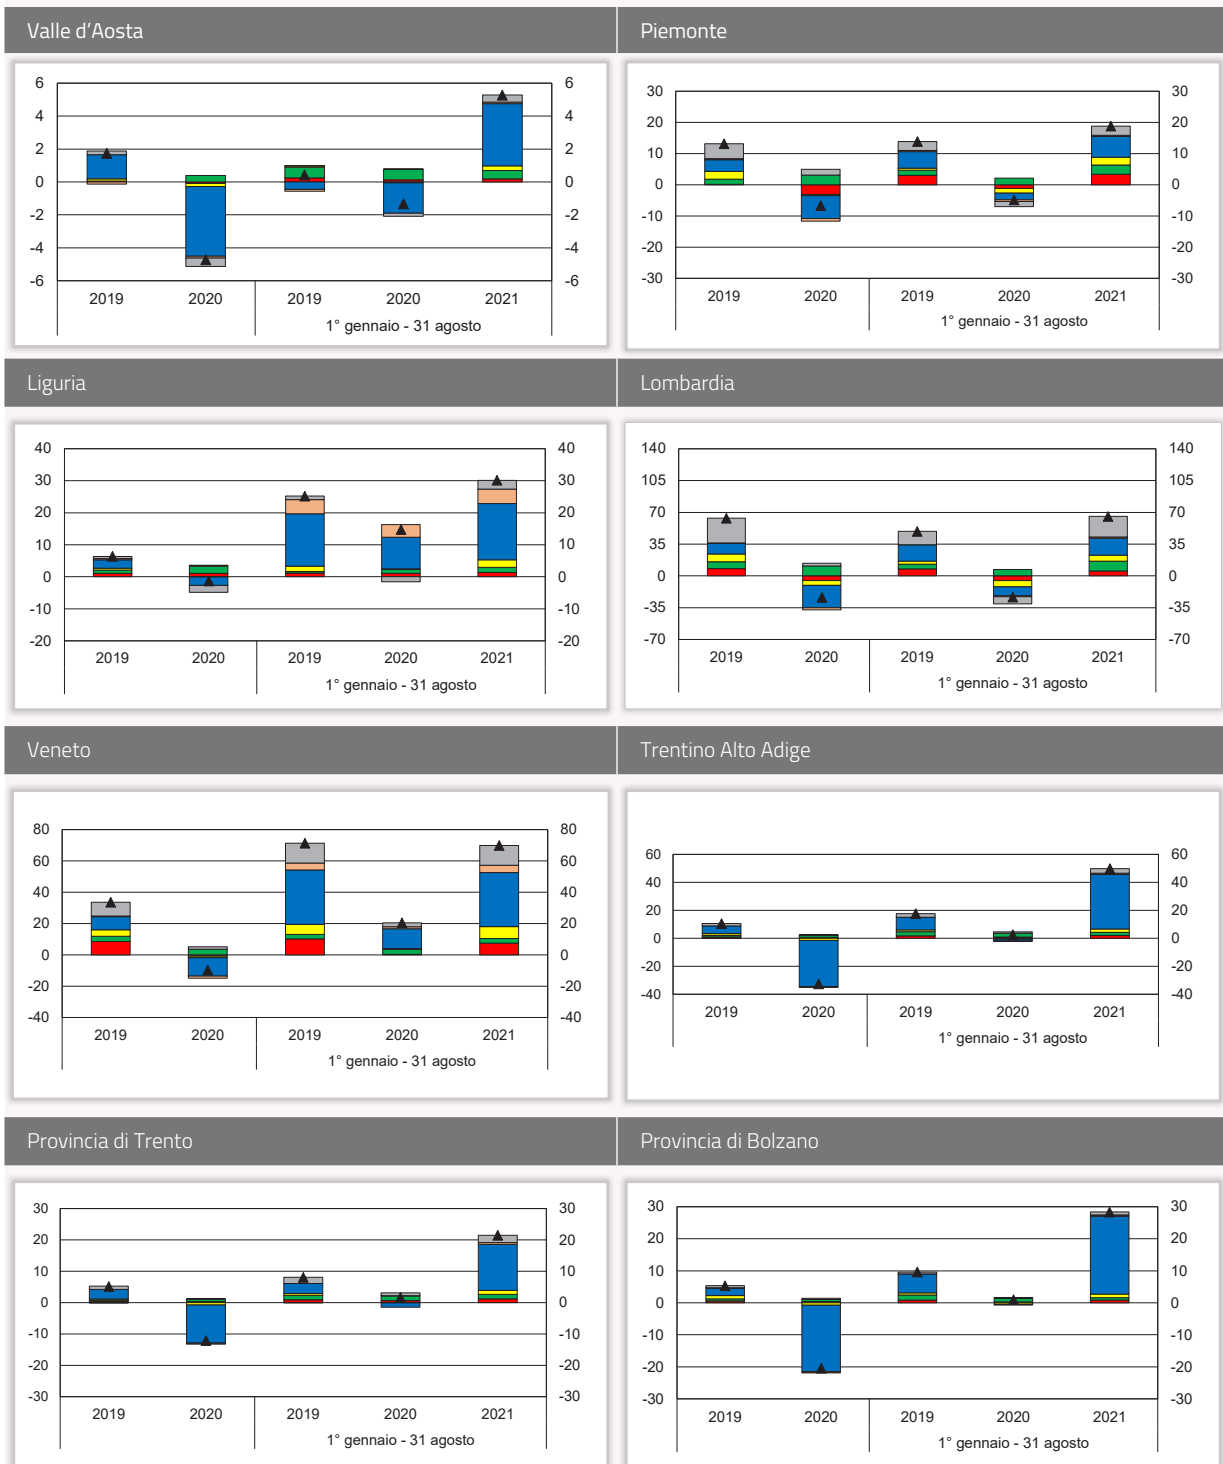 Valle d'Aosta
Piemonte
6 6
4 4
2 2
0 0
-2 -2
-4 -4
-6 -6
2019 2020 2019 2020 2021
1° gennaio - 31 agosto
30 30
20 20
10 10
0 0
-10 -10
-20 -20
-30 -30
2019 2020 2019 2020 2021
1° gennaio - 31 agosto
Liguria
Lombardia
40 40
30 30
20 20
10 10
0 0
-10 -10
-20 -20
2019 2020 2019 2020 2021
1° gennaio - 31 agosto
140 140
105 105
70 70
35 35
0 0
-35 -35
-70 -70
2019 2020 2019 2020 2021
1° gennaio - 31 agosto
Veneto
Trentino Alto Adige
80 80
60 60
40 40
20 20
0 0
-20 -20
-40 -40
2019 2020 2019 2020 2021
1° gennaio - 31 agosto
60 60
40 40
20 20
0 0
-20 -20
-40 -40
2019 2020 2019 2020 2021
1° gennaio - 31 agosto
Provincia di Trento
Provincia di Bolzano
30 30
20 20
10 10
0 0
-10 -10
-20 -20
-30 -30
2019 2020 2019 2020 2021
1° gennaio - 31 agosto
30 30
20 20
10 10
0 0
-10 -10
-20 -20
-30 -30
2019 2020 2019 2020 2021
1° gennaio - 31 agosto